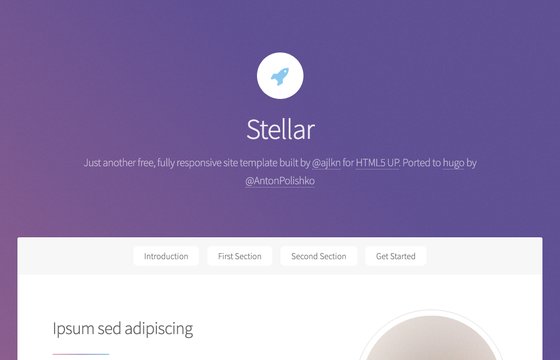 Stellar
Just another free, fully responsive site template built by @ajlkn for HTML5 UP. Ported to hugo by
@AntonPolishko
Introduction
First Section
Second Section
Get Started
Ipsum sed adipiscing